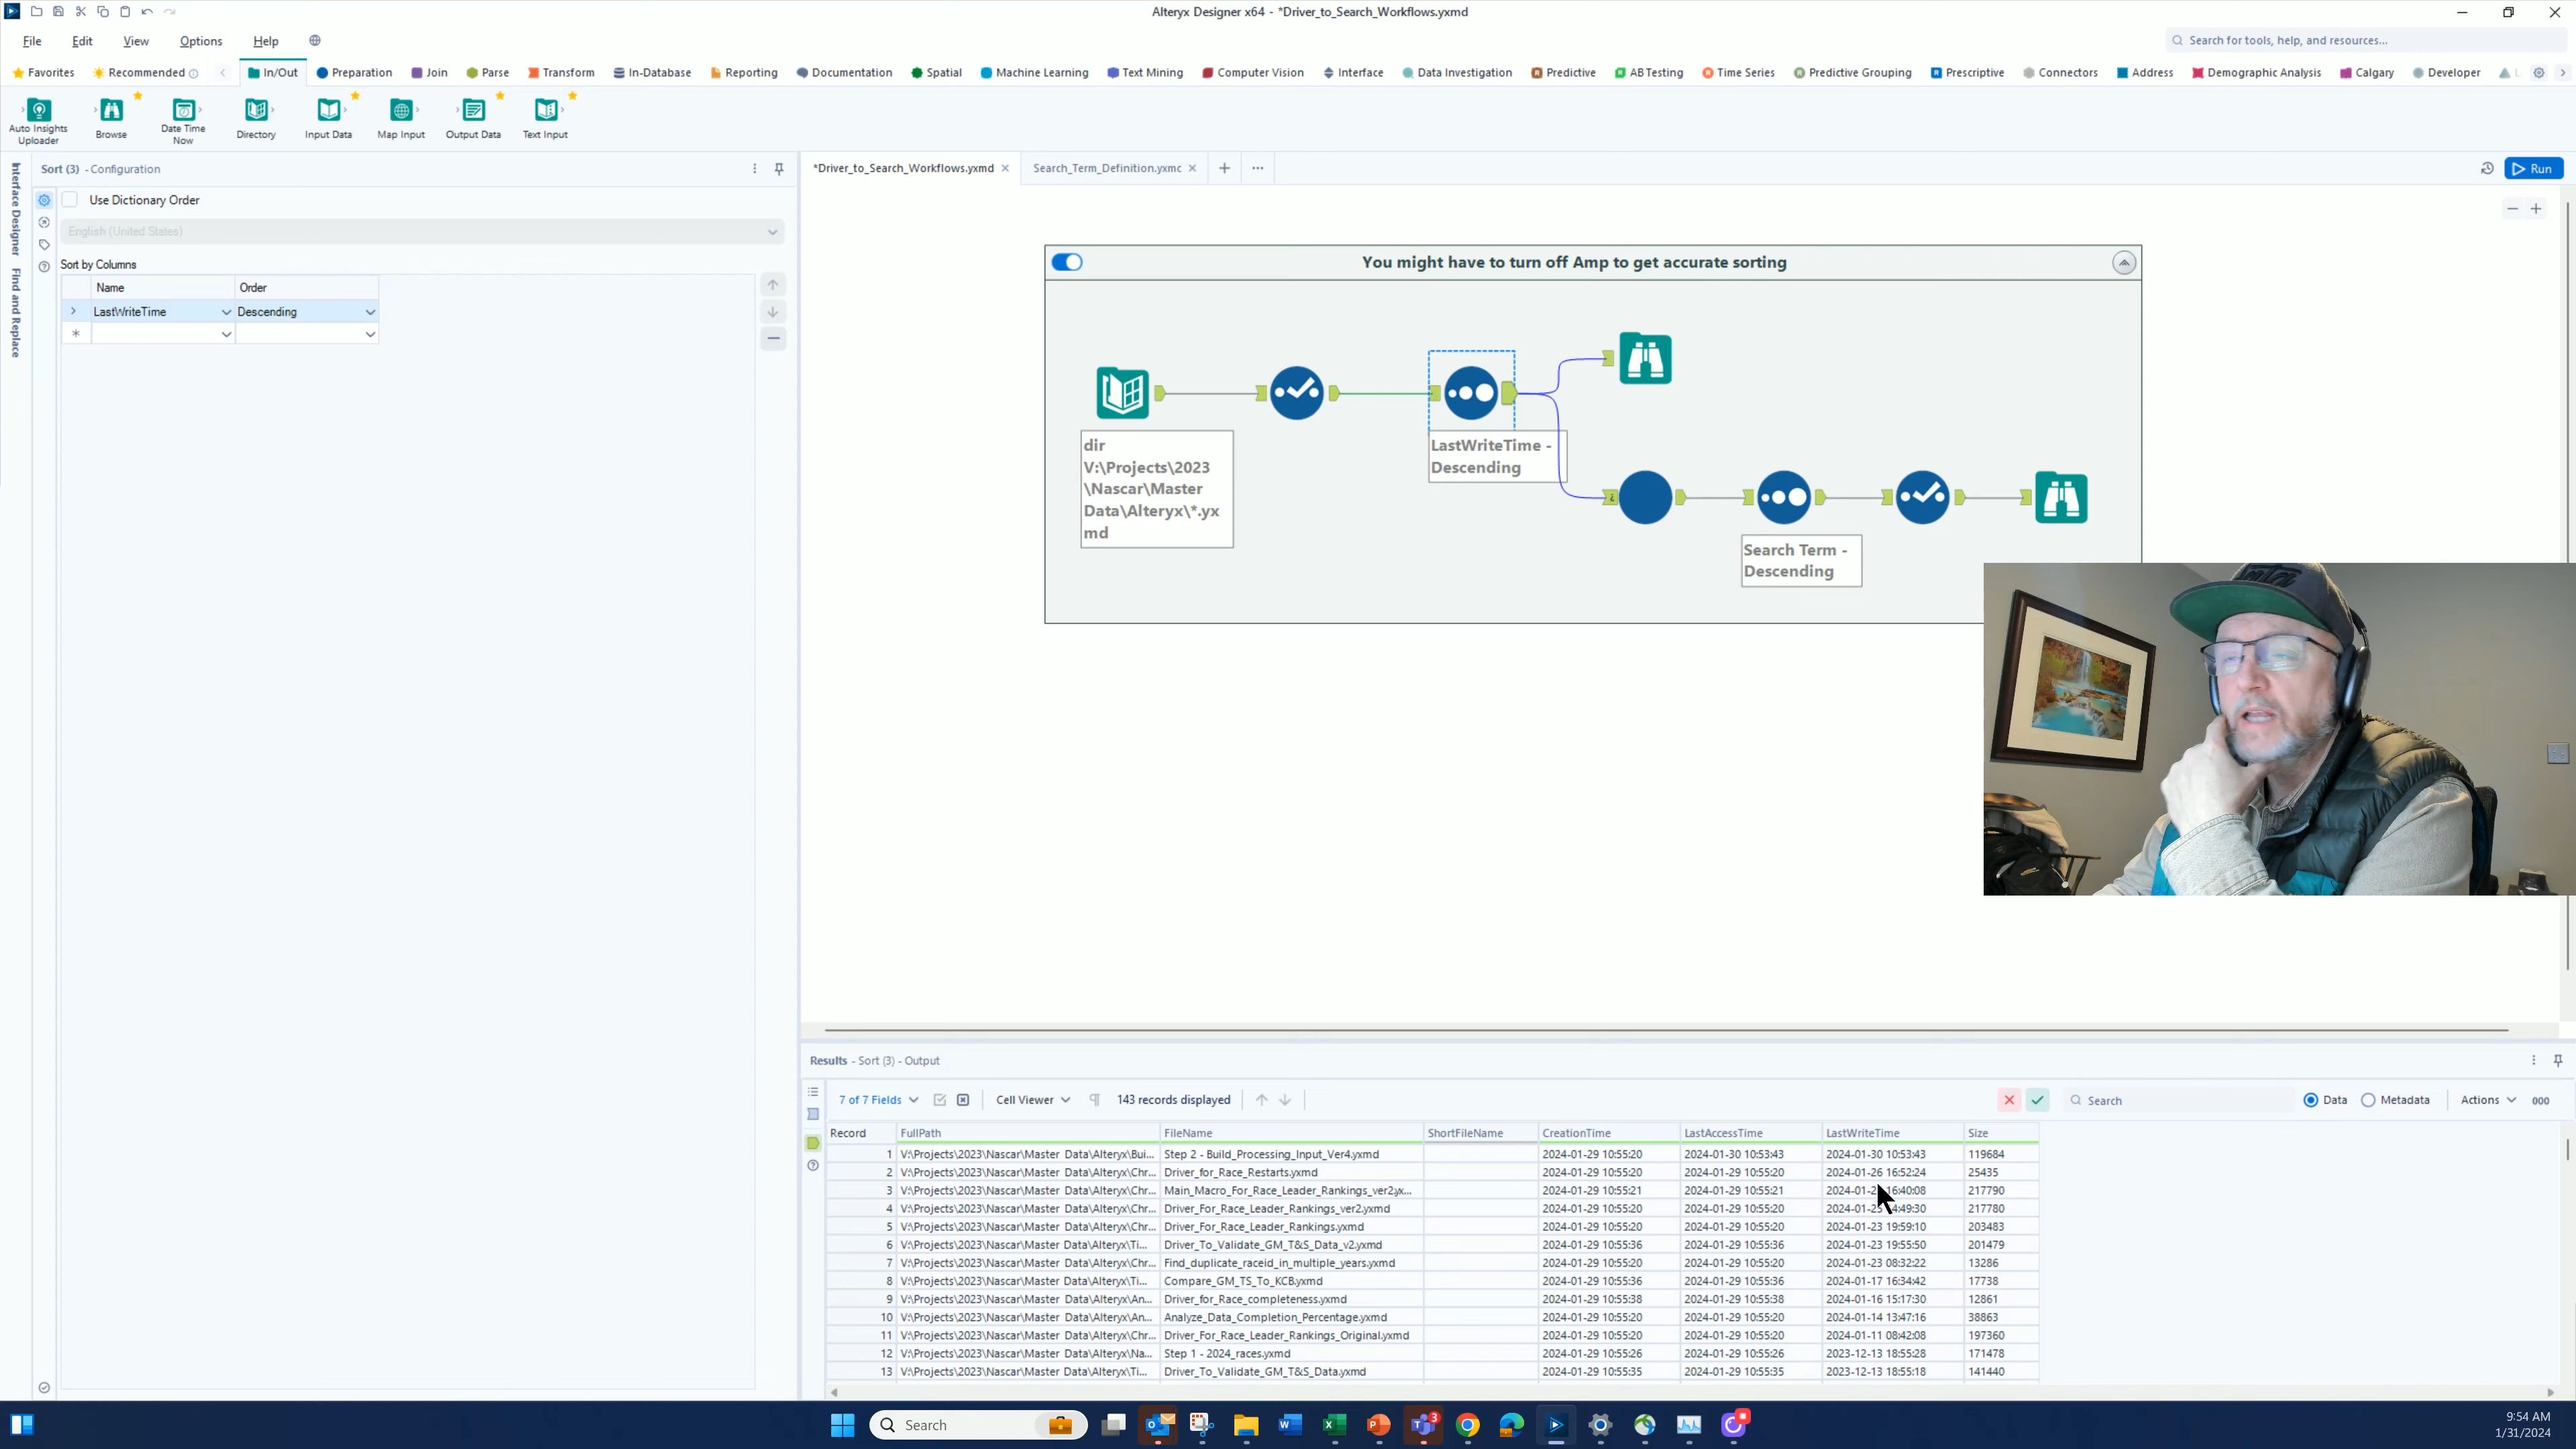 Alteryx Designer x64 - *Driver_to_Search_Workflows.yxmd
File Edit View Options Help
Search for tools, help, and resources...
Favorites Recommended In/Out Preparation Join Parse Transform In-Database Reporting Documentation Spatial Machine Learning Text Mining Computer Vision Interface Data Investigation Predictive AB Testing Time Series Predictive Grouping Prescriptive Connectors Address Demographic Analysis Calgary Developer
Auto Insights Uploader
Browse
Date Time Now
Directory
Input Data
Map Input
Output Data
Text Input
Interface Designer
Find and Replace
Sort (3) - Configuration
Use Dictionary Order
English (United States)
Sort by Columns
Name Order
LastWriteTime Descending
*
*Driver_to_Search_Workflows.yxmd
Search_Term_Definition.yxmc
Run
You might have to turn off Amp to get accurate sorting
dir
V:\Projects\2023
\Nascar\Master
Data\Alteryx\*.yx
md
LastWriteTime -
Descending
Search Term -
Descending
Results - Sort (3) - Output
7 of 7 Fields Cell Viewer 143 records displayed Search Data Metadata Actions 000
Record FullPath FileName ShortFileName CreationTime LastAccessTime LastWriteTime Size
1 V:\Projects\2023\Nascar\Master Data\Alteryx\Bui... Step 2 - Build_Processing_Input_Ver4.yxmd 2024-01-29 10:55:20 2024-01-30 10:53:43 2024-01-30 10:53:43 119684
2 V:\Projects\2023\Nascar\Master Data\Alteryx\Chr... Driver_for_Race_Restarts.yxmd 2024-01-29 10:55:20 2024-01-29 10:55:20 2024-01-26 16:52:24 25435
3 V:\Projects\2023\Nascar\Master Data\Alteryx\Chr... Main_Macro_For_Race_Leader_Rankings_ver2.yx... 2024-01-29 10:55:21 2024-01-29 10:55:21 16:40:08 217790
4 V:\Projects\2023\Nascar\Master Data\Alteryx\Chr... Driver_For_Race_Leader_Rankings_ver2.yxmd 2024-01-29 10:55:20 2024-01-29 10:55:20 217780
5 V:\Projects\2023\Nascar\Master Data\Alteryx\Chr... Driver_For_Race_Leader_Rankings.yxmd 2024-01-29 10:55:20 2024-01-29 10:55:20 2024-01-23 19:59:10 203483
6 V:\Projects\2023\Nascar\Master Data\Alteryx\Ti... Driver_To_Validate_GM_T&S_Data_v2.yxmd 2024-01-29 10:55:36 2024-01-29 10:55:36 2024-01-23 19:55:50 201479
7 V:\Projects\2023\Nascar\Master Data\Alteryx\Chr... Find_duplicate_raceid_in_multiple_years.yxmd 2024-01-29 10:55:20 2024-01-29 10:55:20 2024-01-23 08:32:22 13286
8 V:\Projects\2023\Nascar\Master Data\Alteryx\Ti... Compare_GM_TS_To_KCB.yxmd 2024-01-29 10:55:36 2024-01-29 10:55:36 2024-01-17 16:34:42 17738
9 V:\Projects\2023\Nascar\Master Data\Alteryx\An... Driver_for_Race_completeness.yxmd 2024-01-29 10:55:38 2024-01-29 10:55:38 2024-01-16 15:17:30 12861
10 V:\Projects\2023\Nascar\Master Data\Alteryx\An... Analyze_Data_Completion_Percentage.yxmd 2024-01-29 10:55:20 2024-01-29 10:55:20 2024-01-14 13:47:16 38863
11 V:\Projects\2023\Nascar\Master Data\Alteryx\Chr... Driver_For_Race_Leader_Rankings_Original.yxmd 2024-01-29 10:55:20 2024-01-29 10:55:20 2024-01-11 08:42:08 197360
12 V:\Projects\2023\Nascar\Master Data\Alteryx\Na... Step 1 - 2024_races.yxmd 2024-01-29 10:55:26 2024-01-29 10:55:26 2023-12-13 18:55:28 171478
13 V:\Projects\2023\Nascar\Master Data\Alteryx\Ti... Driver_To_Validate_GM_T&S_Data.yxmd 2024-01-29 10:55:35 2024-01-29 10:55:35 2023-12-13 18:55:18 141440
Search
3
9:54 AM
1/31/2024